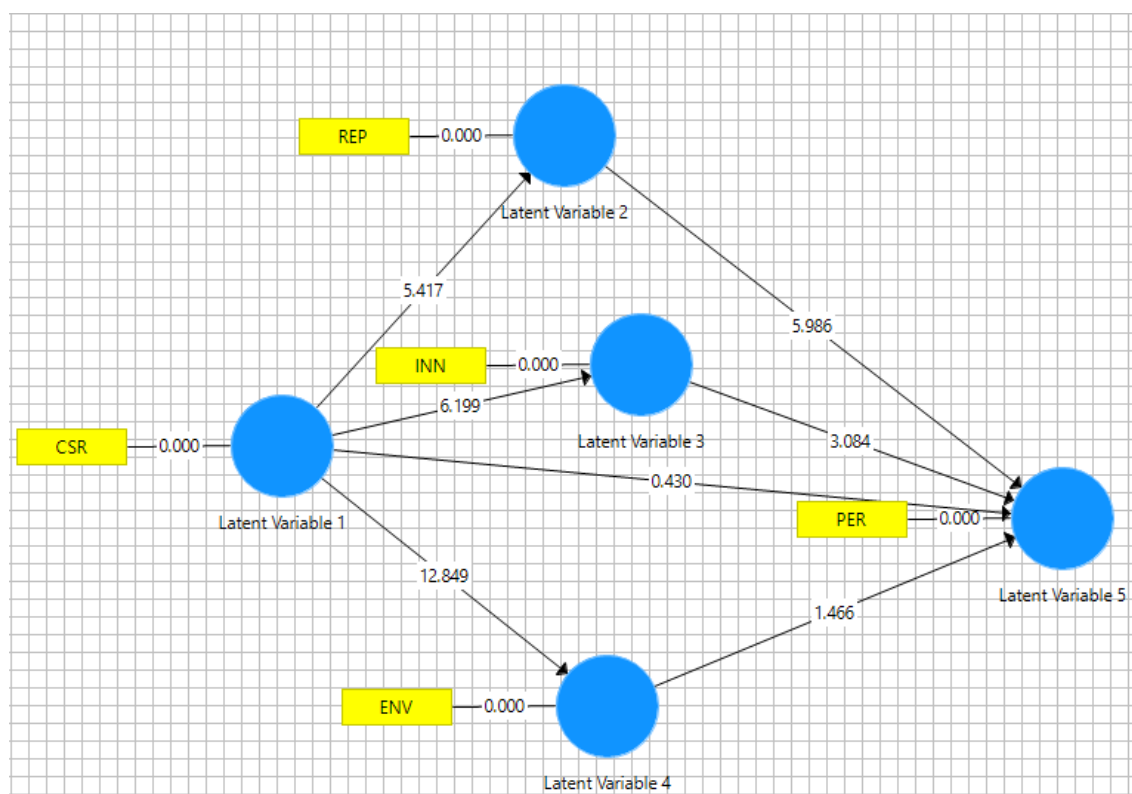 REP
0.000
Latent Variable 2
5.417
5.986
INN
0.000
6.199
Latent Variable 3
3.084
CSR
0.000
0.430
Latent Variable 1
PER
0.000
12.849
Latent Variable 5
1.466
ENV
0.000
Latent Variable 4